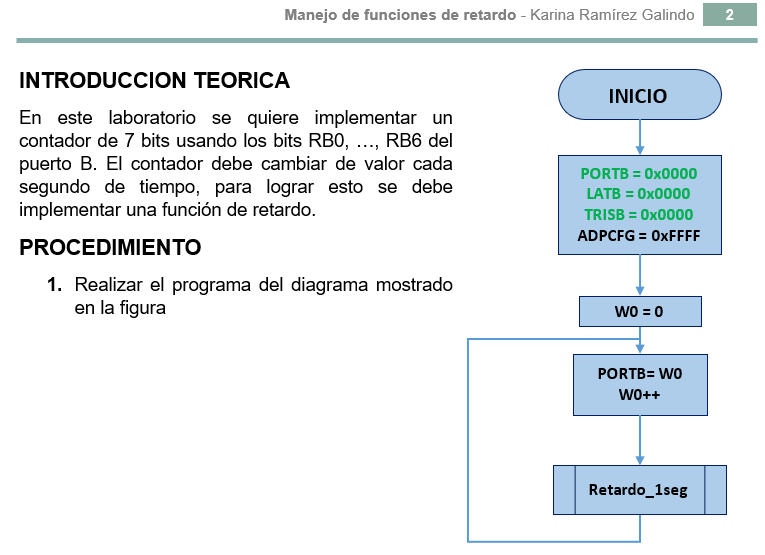 Manejo de funciones de retardo - Karina Ramírez Galindo 2
INTRODUCCION TEORICA
En este laboratorio se quiere implementar un
contador de 7 bits usando los bits RB0, …, RB6 del
puerto B. El contador debe cambiar de valor cada
segundo de tiempo, para lograr esto se debe
implementar una función de retardo.
PROCEDIMIENTO
1. Realizar el programa del diagrama mostrado
en la figura
INICIO
PORTB = 0x0000
LATB = 0x0000
TRISB = 0x0000
ADPCFG = 0xFFFF
W0 = 0
PORTB= W0
W0++
Retardo_1seg